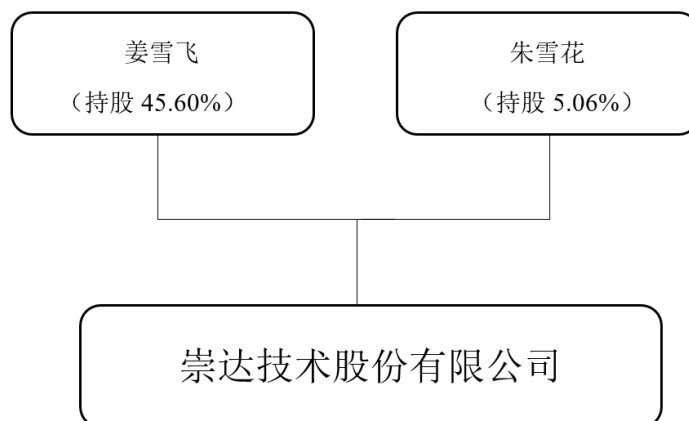 姜雪飞
（持股 45.60%）
朱雪花
（持股 5.06%）
崇达技术股份有限公司